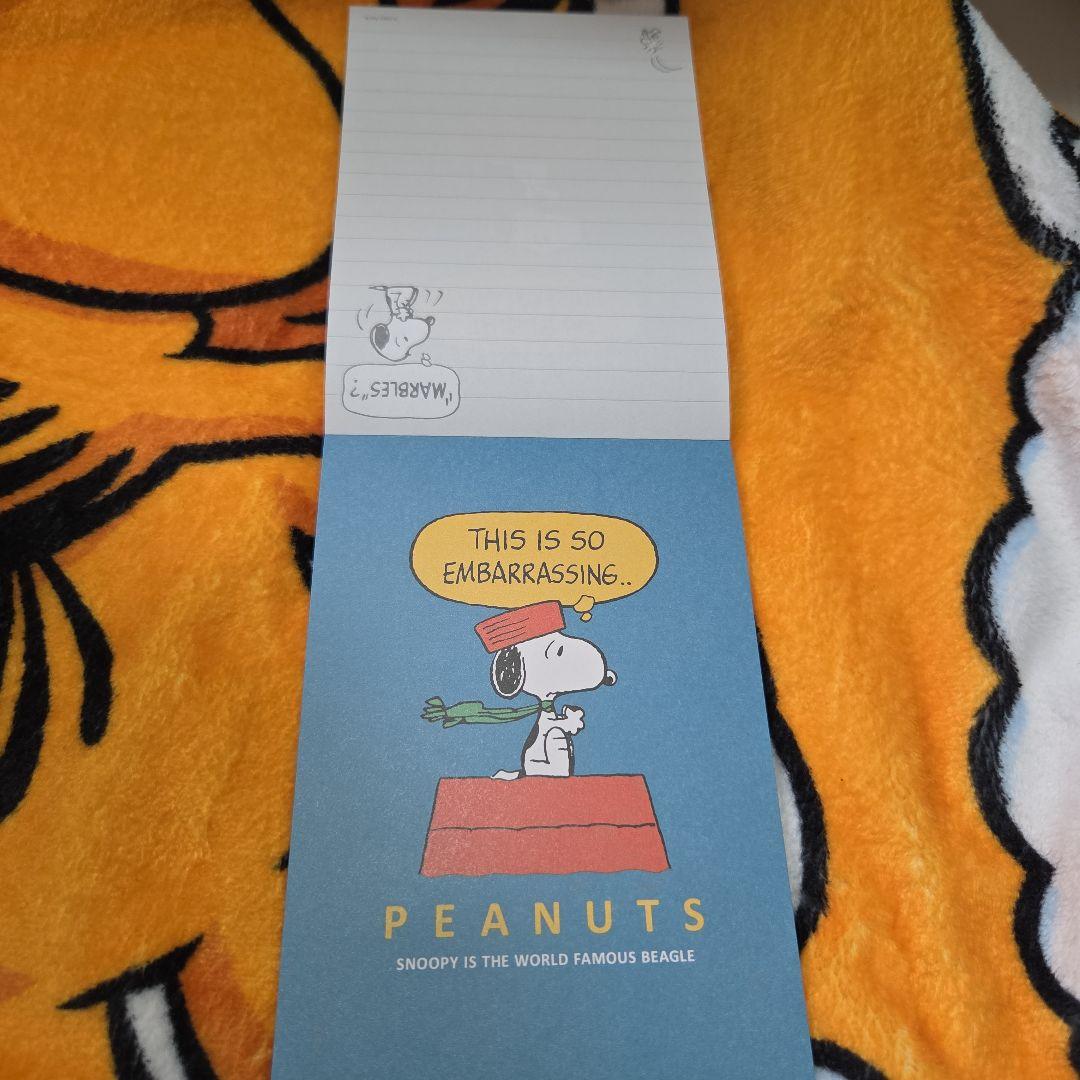 "MARBLES"?
THIS IS SO
EMBARRASSING..
PEANUTS
SNOOPY IS THE WORLD FAMOUS BEAGLE